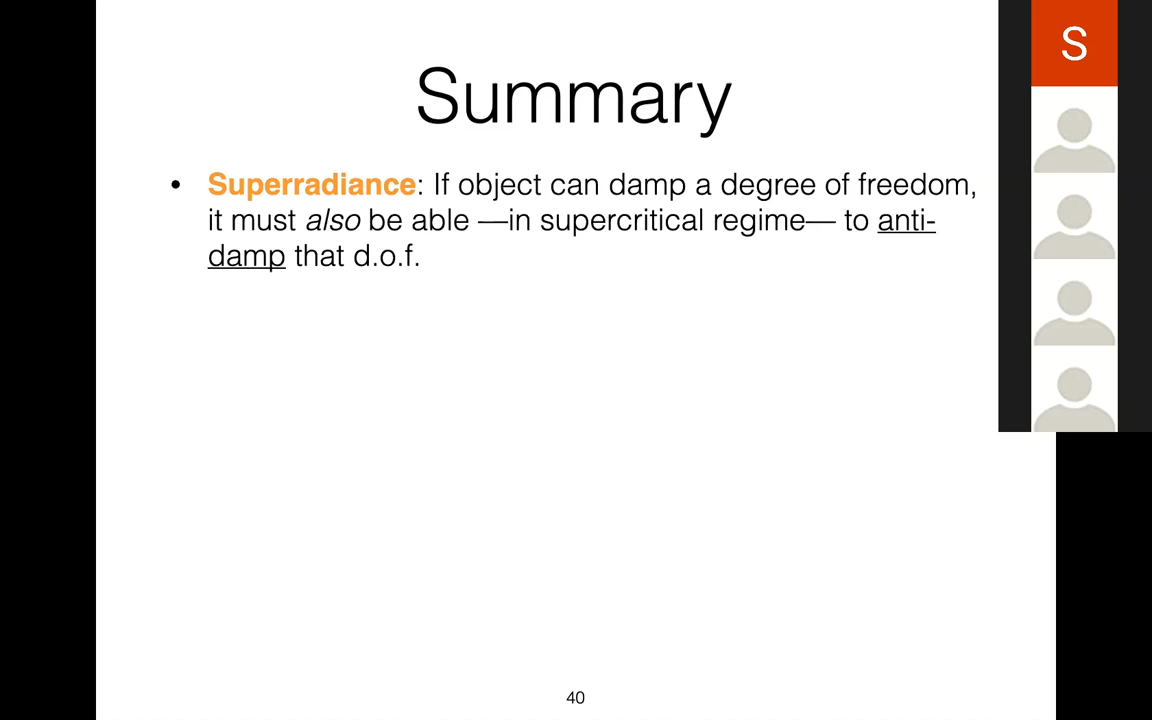 Summary
• Superradiance: If object can damp a degree of freedom,
it must also be able —in supercritical regime— to anti-
damp that d.o.f.
40
S